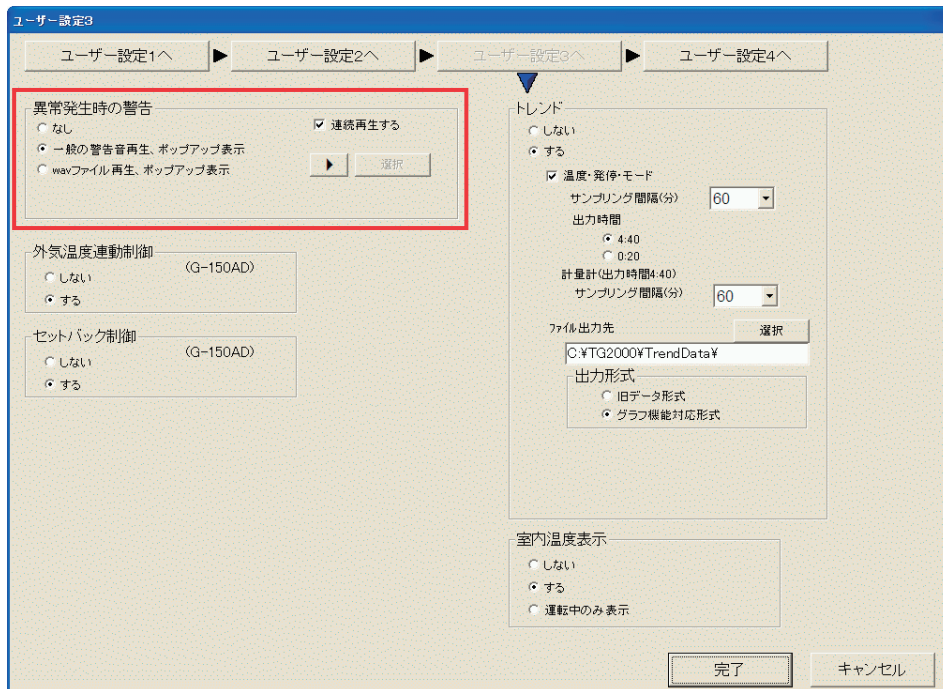 ユーザー設定3
ユーザー設定1へ
ユーザー設定2へ
ユーザー設定3へ
ユーザー設定4へ
異常発生時の警告
なし
連続再生する
一般の警告音再生、ポップアップ表示
wavファイル再生、ポップアップ表示
選択
外気温度連動制御
(G-150AD)
しない
する
セットバック制御
(G-150AD)
しない
する
トレンド
しない
する
温度・発停・モード
サンプリング間隔(分)
60
出力時間
4:40
0:20
計量計(出力時間4:40)
サンプリング間隔(分)
60
ファイル出力先
選択
C:¥TG2000¥TrendData¥
出力形式
旧データ形式
グラフ機能対応形式
室内温度表示
しない
する
運転中のみ表示
完了
キャンセル